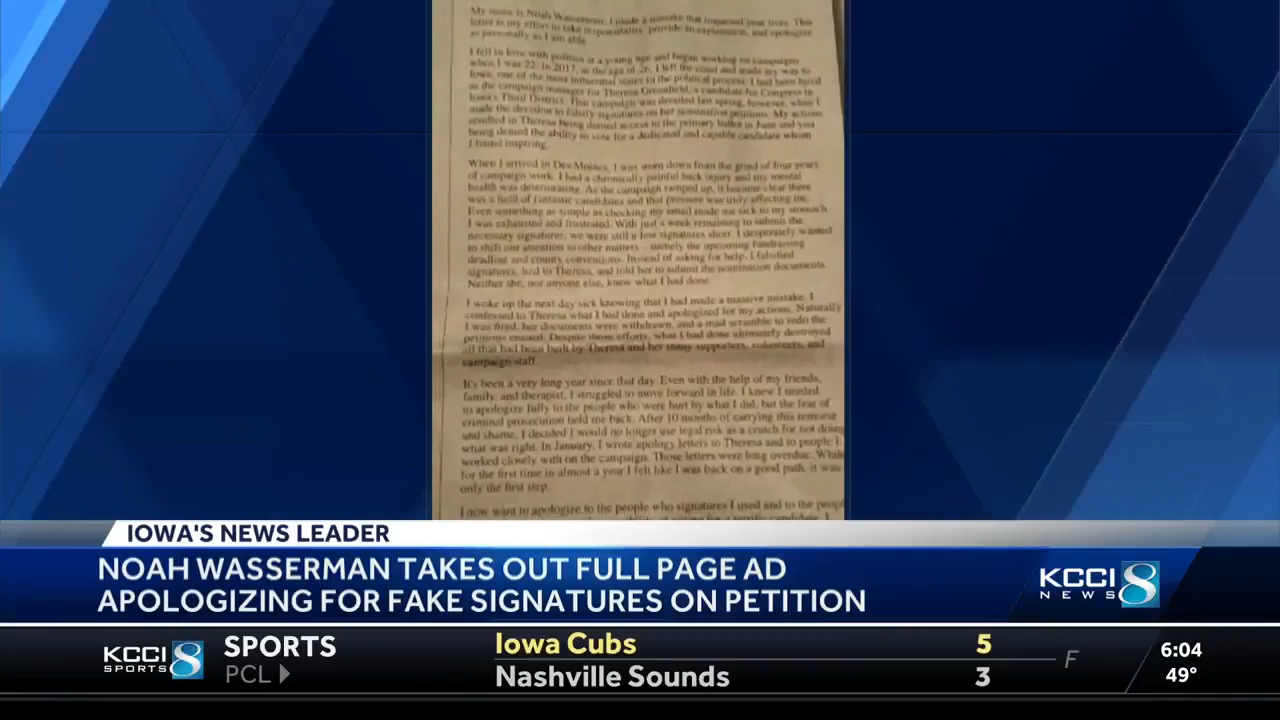 My name is Noah Wasserman. I made a mistake that impacted your lives. This
letter is my effort to take responsibility, provide an explanation, and apologize
as personally as I am able.
I fell in love with politics at a young age and began working on campaigns
when I was 22. In 2017, at the age of I left the coast and made my way to
Iowa, one of the most influential states in the political process. I had been hired
as the campaign manager for Theresa Greenfield, a candidate for Congress in
Iowa's Third District. That campaign was derailed last spring, however, when I
made the decision to falsify signatures on her nomination petitions. My actions
resulted in Theresa being denied access to the primary ballot in June and you
being denied the ability to vote for a dedicated and capable candidate whom
I found inspiring.
When I arrived in Des Moines, I was worn down from the grind of four years
of campaign work. I had a chronically painful back injury and my mental
health was deteriorating. As the campaign ramped up, it became clear there
was a field of fantastic candidates and that pressure was truly affecting me.
Even something as simple as checking my email made me sick to my stomach.
I was exhausted and frustrated. With just a week remaining to submit the
necessary signatures, we were still a few signatures short. I desperately wanted
to shift our attention to other matters – namely the upcoming fundraising
deadline and county conventions. Instead of asking for help, I falsified
signatures, lied to Theresa, and told her to submit the nomination documents.
Neither she, nor anyone else, knew what I had done.
I woke up the next day sick knowing that I had made a massive mistake. I
confessed to Theresa what I had done and apologized for my actions. Naturally
I was fired, her documents were withdrawn, and a mad scramble to redo the
petitions ensued. Despite those efforts, what I had done ultimately destroyed
all that had been built by Theresa and her many supporters, volunteers, and
campaign staff.
It's been a very long year since that day. Even with the help of my friends,
family, and therapist, I struggled to move forward in life. I knew I needed
to apologize fully to the people who were hurt by what I did, but the fear of
criminal prosecution held me back. After 10 months of carrying this remorse
and shame, I decided I would no longer use legal risk as a crutch for not doing
what was right. In January, I wrote apology letters to Theresa and to people I
worked closely with on the campaign. Those letters were long overdue. While
for the first time in almost a year I felt like I was back on a good path, it was
only the first step.
I now want to apologize to the people who signatures I used and to the peopl
IOWA'S NEWS LEADER
NOAH WASSERMAN TAKES OUT FULL PAGE AD
APOLOGIZING FOR FAKE SIGNATURES ON PETITION
KCCI 8
NEWS
KCCI 8
SPORTS
SPORTS
PCL
Iowa Cubs 5
Nashville Sounds 3
F
6:04
49°